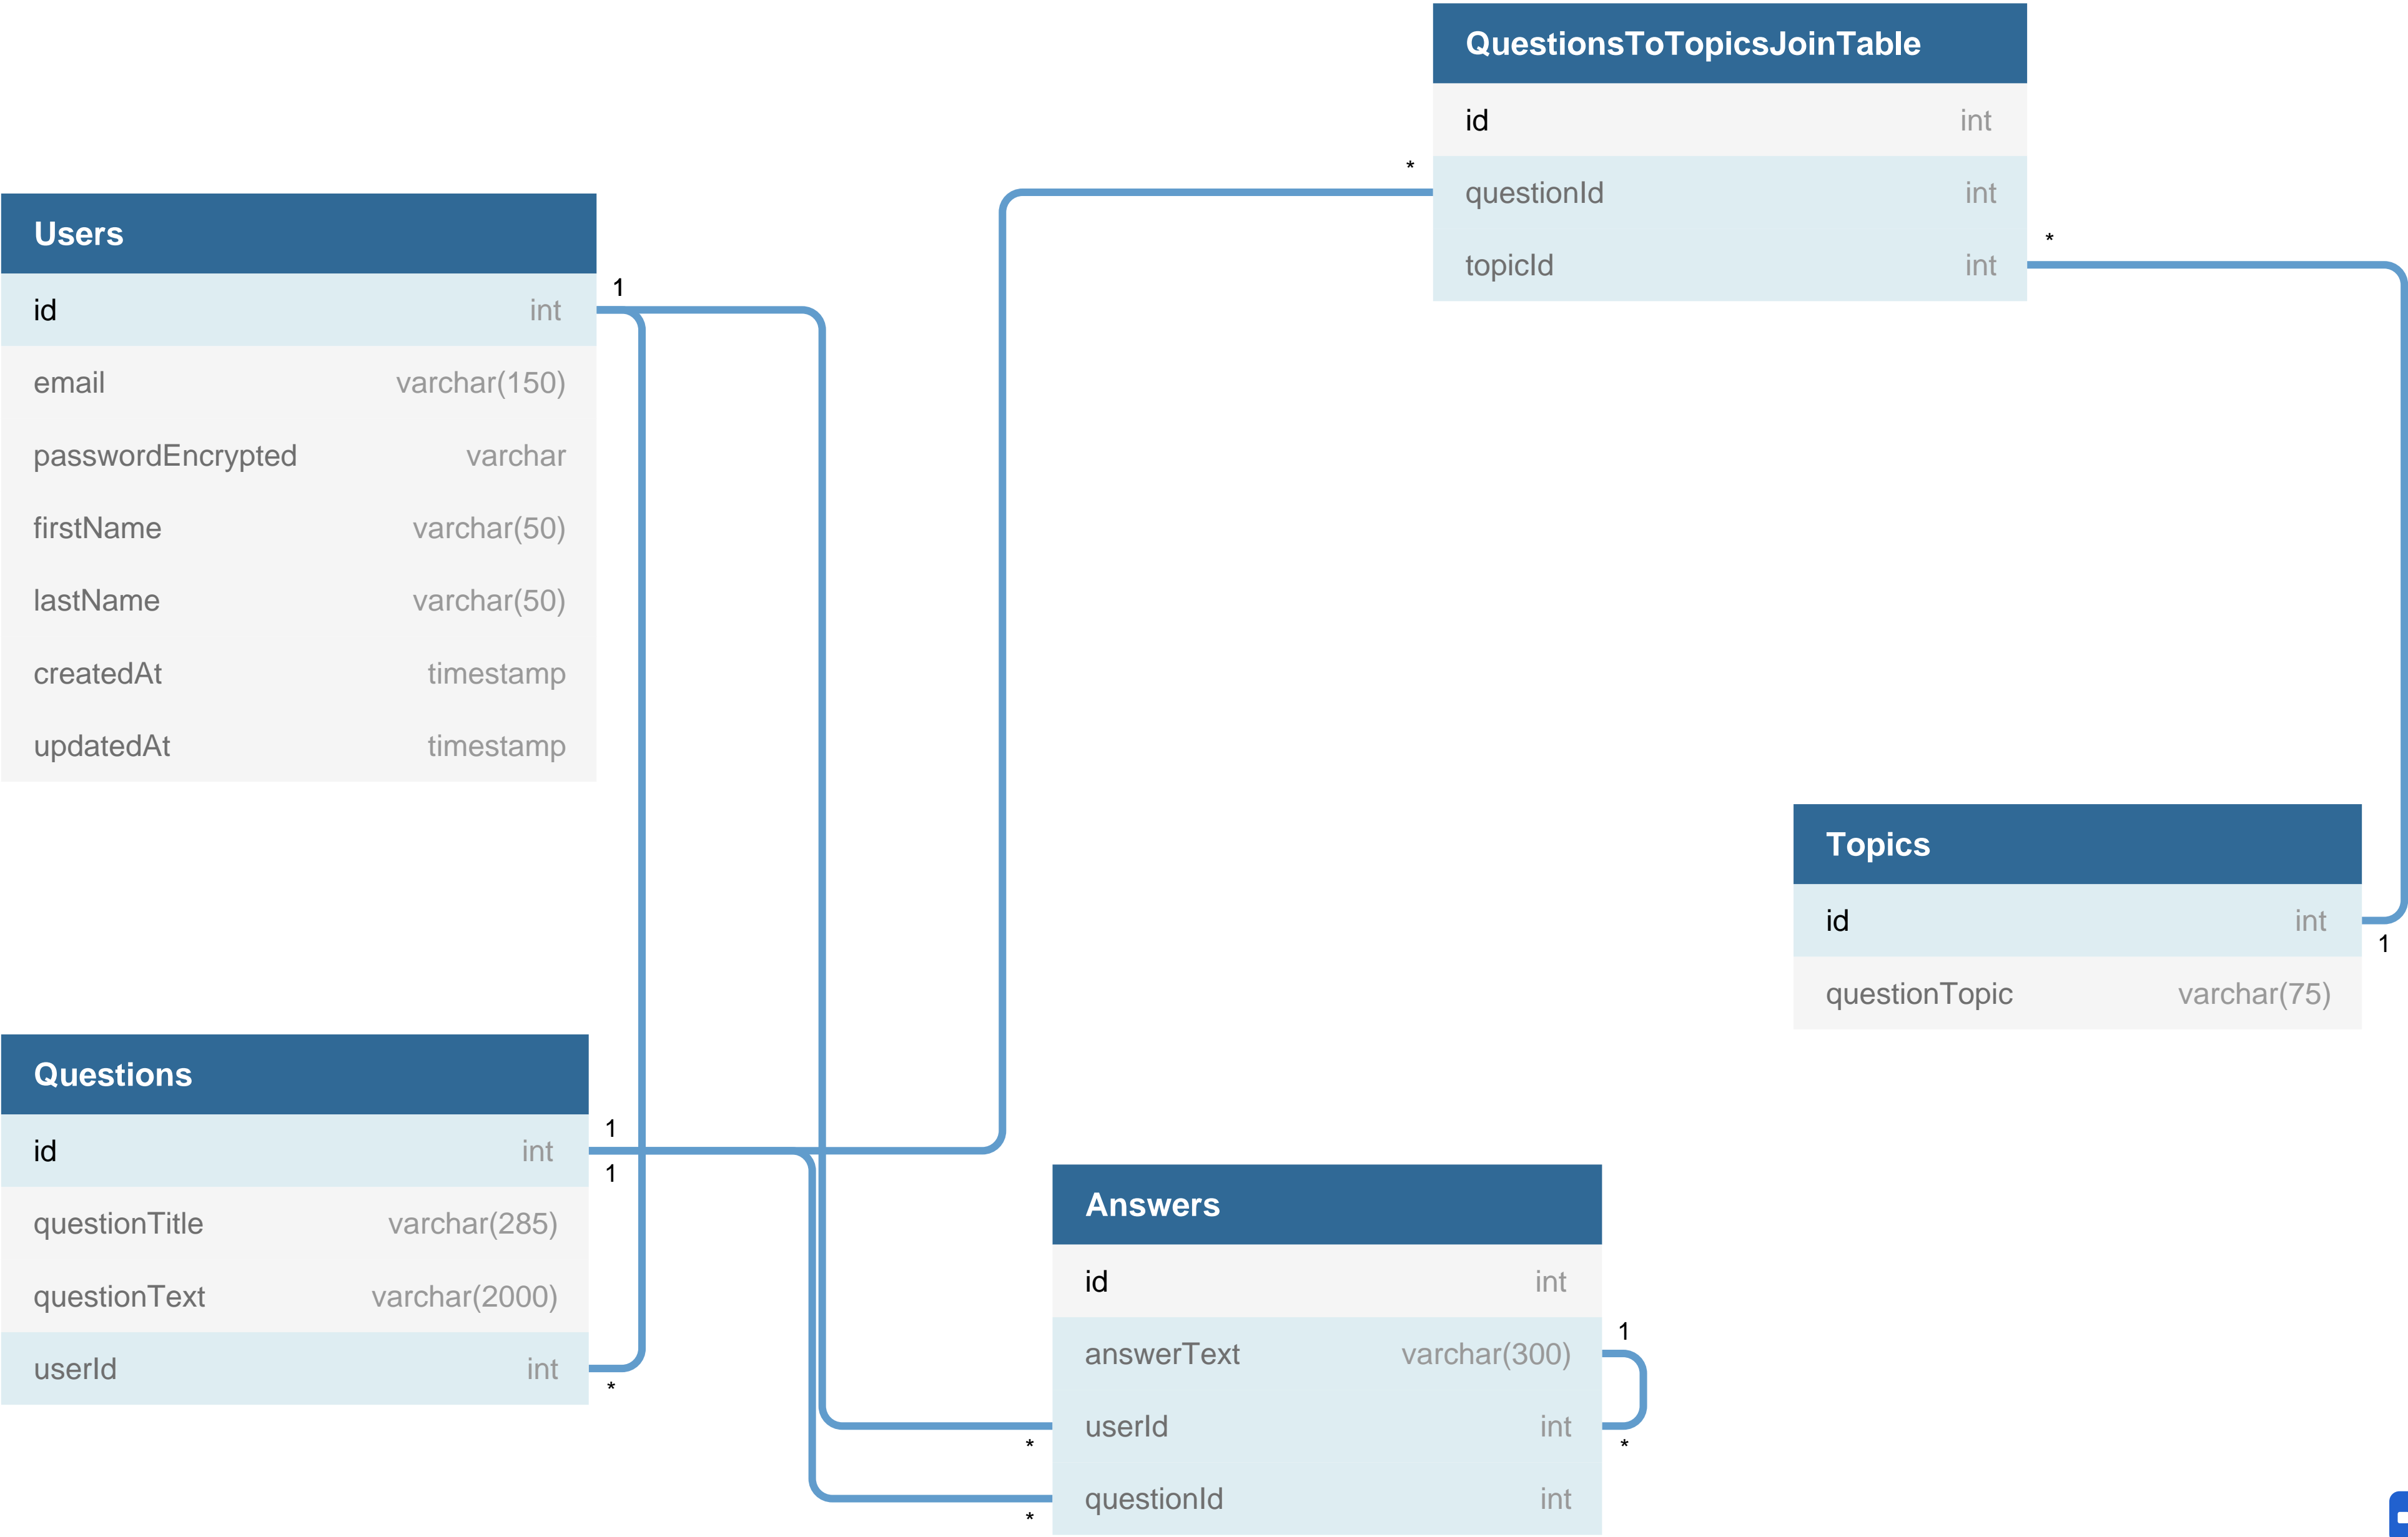 QuestionsToTopicsJoinTable
id int
* questionId int
topicId int *
Users
id int 1
email varchar(150)
passwordEncrypted varchar
firstName varchar(50)
lastName varchar(50)
createdAt timestamp
updatedAt timestamp
Topics
id int 1
questionTopic varchar(75)
Questions
id int 1
1
questionTitle varchar(285)
questionText varchar(2000)
userId int *
Answers
id int
answerText varchar(300) 1
* userId int *
* questionId int